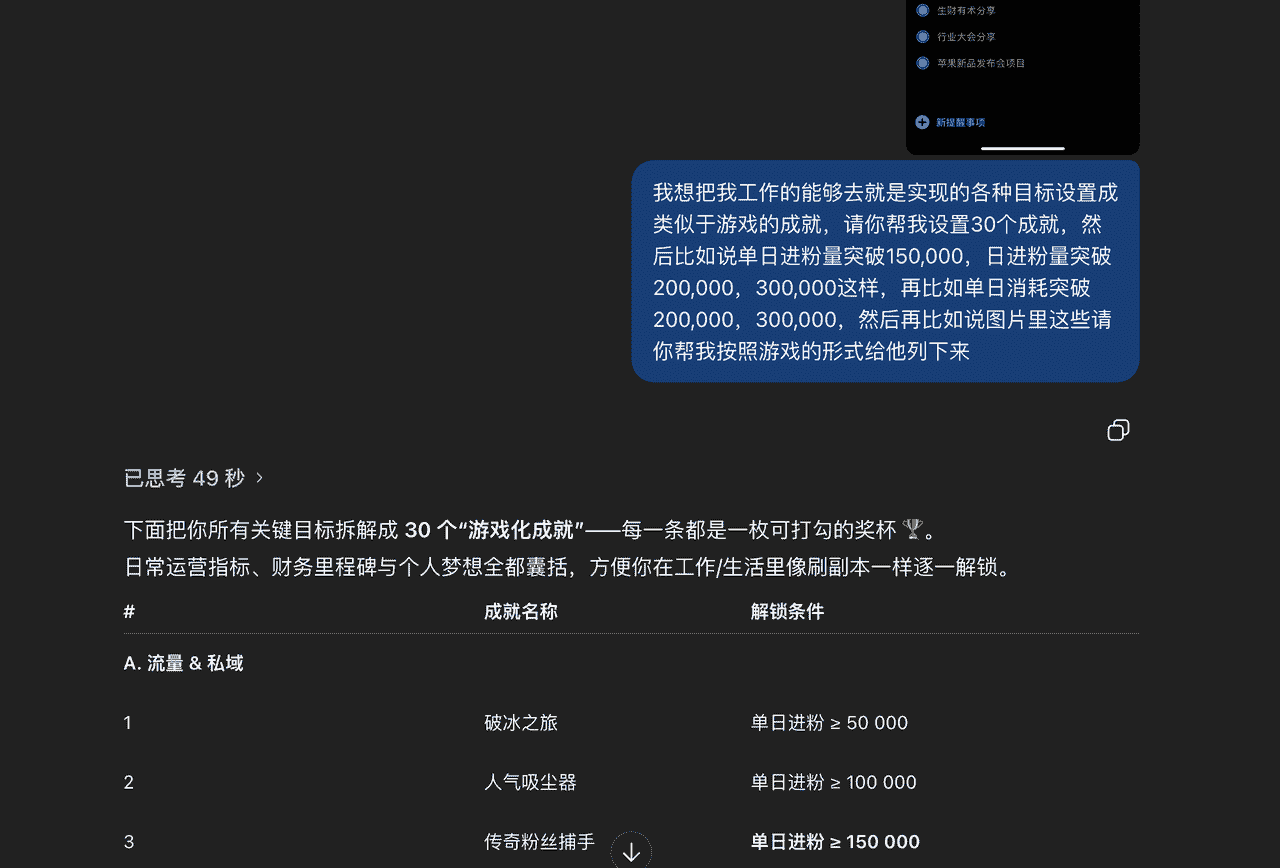 生财有术分享
行业大会分享
苹果新品发布会项目
新提醒事项
我想把我工作的能够去就是实现的各种目标设置成
类似于游戏的成就，请你帮我设置30个成就，然
后比如说单日进粉量突破150,000，日进粉量突破
200,000，300,000这样，再比如单日消耗突破
200,000，300,000，然后再比如说图片里这些请
你帮我按照游戏的形式给他列下来
已思考 49 秒
下面把你所有关键目标拆解成 30 个“游戏化成就”——每一条都是一枚可打勾的奖杯🏆。
日常运营指标、财务里程碑与个人梦想全都囊括，方便你在工作/生活里像刷副本一样逐一解锁。
# 成就名称 解锁条件
A. 流量 & 私域
1 破冰之旅 单日进粉 ≥ 50 000
2 人气吸尘器 单日进粉 ≥ 100 000
3 传奇粉丝捕手 单日进粉 ≥ 150 000